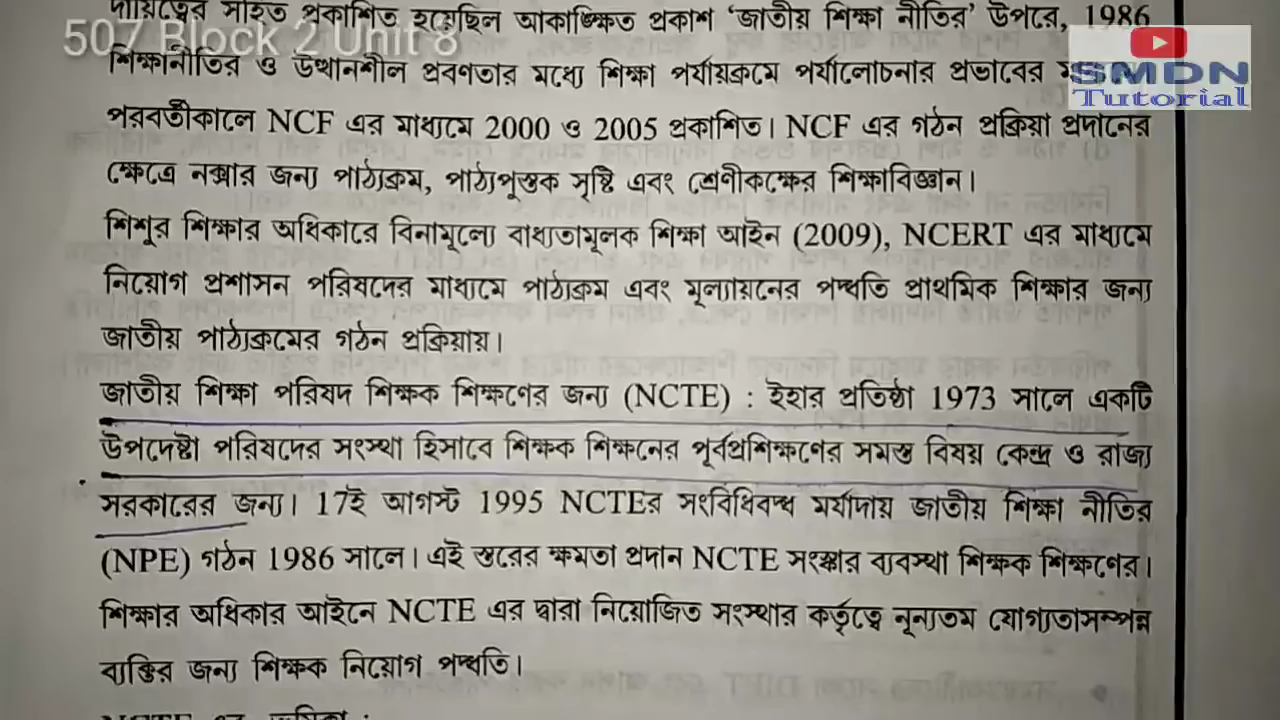 দায়িত্বের সহিত প্রকাশিত হয়েছিল আকাঙ্ক্ষিত প্রকাশ ‘জাতীয় শিক্ষা নীতির’ উপরে, 1986
507 Block 2 Unit 8
শিক্ষানীতির ও উত্থানশীল প্রবণতার মধ্যে শিক্ষা পর্যায়ক্রমে পর্যালোচনার প্রভাবের
SMDN
Tutorial
পরবর্তীকালে NCF এর মাধ্যমে 2000 ও 2005 প্রকাশিত। NCF এর গঠন প্রক্রিয়া প্রদানের
ক্ষেত্রে নক্সার জন্য পাঠ্যক্রম, পাঠ্যপুস্তক সৃষ্টি এবং শ্রেণীকক্ষের শিক্ষাবিজ্ঞান।
শিশুর শিক্ষার অধিকারে বিনামূল্যে বাধ্যতামূলক শিক্ষা আইন (2009), NCERT এর মাধ্যমে
নিয়োগ প্রশাসন পরিষদের মাধ্যমে পাঠ্যক্রম এবং মূল্যায়নের পদ্ধতি প্রাথমিক শিক্ষার জন্য
জাতীয় পাঠ্যক্রমের গঠন প্রক্রিয়ায়।
জাতীয় শিক্ষা পরিষদ শিক্ষক শিক্ষণের জন্য (NCTE) : ইহার প্রতিষ্ঠা 1973 সালে একটি
উপদেষ্টা পরিষদের সংস্থা হিসাবে শিক্ষক শিক্ষনের পূর্বপ্রশিক্ষণের সমস্ত বিষয় কেন্দ্র ও রাজ্য
সরকারের জন্য। 17ই আগস্ট 1995 NCTEর সংবিধিবদ্ধ মর্যাদায় জাতীয় শিক্ষা নীতির
(NPE) গঠন 1986 সালে। এই স্তরের ক্ষমতা প্রদান NCTE সংস্কার ব্যবস্থা শিক্ষক শিক্ষণের।
শিক্ষার অধিকার আইনে NCTE এর দ্বারা নিয়োজিত সংস্থার কর্তৃত্বে নূন্যতম যোগ্যতাসম্পন্ন
ব্যক্তির জন্য শিক্ষক নিয়োগ পদ্ধতি।
NCTE এর ভূমিকা :